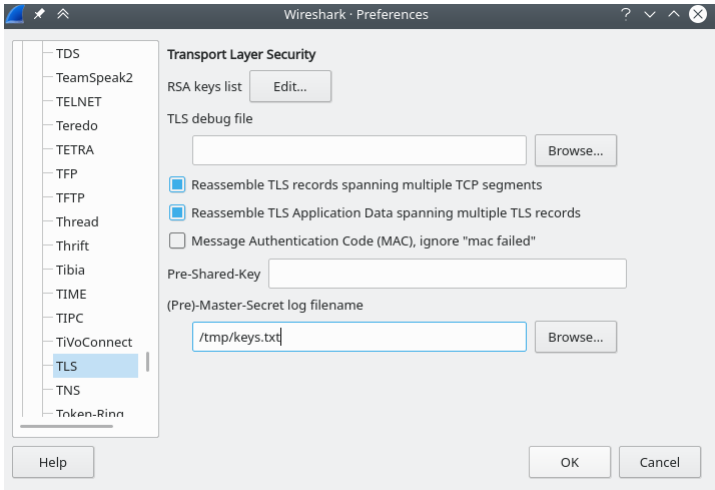 Wireshark · Preferences
TDS
TeamSpeak2
TELNET
Teredo
TETRA
TFP
TFTP
Thread
Thrift
Tibia
TIME
TIPC
TiVoConnect
TLS
TNS
Token-Ring
Transport Layer Security
RSA keys list Edit...
TLS debug file
Browse...
Reassemble TLS records spanning multiple TCP segments
Reassemble TLS Application Data spanning multiple TLS records
Message Authentication Code (MAC), ignore "mac failed"
Pre-Shared-Key
(Pre)-Master-Secret log filename
/tmp/keys.txt Browse...
Help OK Cancel